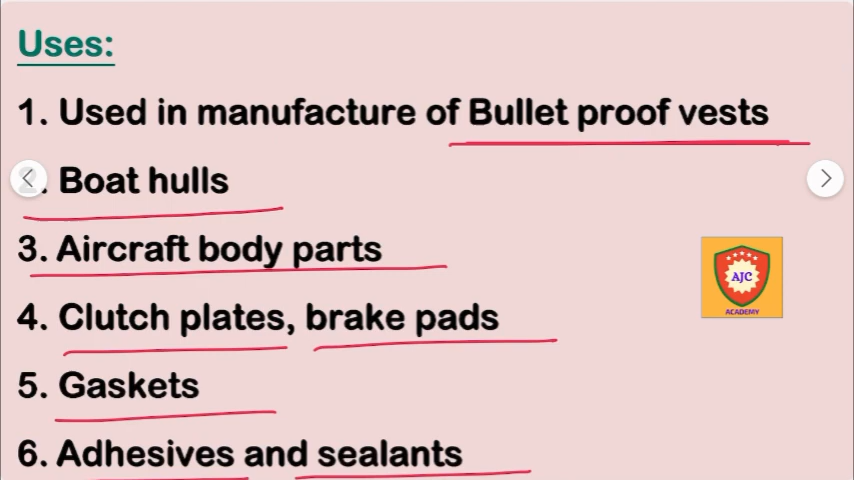 Uses:
1. Used in manufacture of Bullet proof vests
2. Boat hulls
3. Aircraft body parts
4. Clutch plates, brake pads
5. Gaskets
6. Adhesives and sealants
AJC
ACADEMY